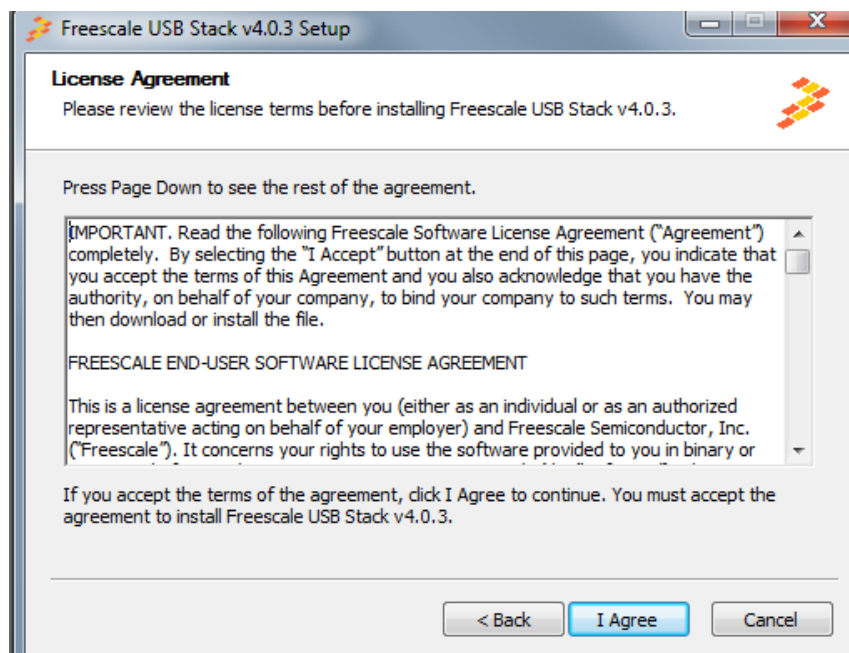 Freescale USB Stack v4.0.3 Setup
License Agreement
Please review the license terms before installing Freescale USB Stack v4.0.3.
Press Page Down to see the rest of the agreement.
IMPORTANT. Read the following Freescale Software License Agreement (“Agreement”)
completely.  By selecting the “I Accept” button at the end of this page, you indicate that
you accept the terms of this Agreement and you also acknowledge that you have the
authority, on behalf of your company, to bind your company to such terms.  You may
then download or install the file.
FREESCALE END-USER SOFTWARE LICENSE AGREEMENT
This is a license agreement between you (either as an individual or as an authorized
representative acting on behalf of your employer) and Freescale Semiconductor, Inc.
(“Freescale”). It concerns your rights to use the software provided to you in binary or
If you accept the terms of the agreement, click I Agree to continue. You must accept the
agreement to install Freescale USB Stack v4.0.3.
< Back
I Agree
Cancel